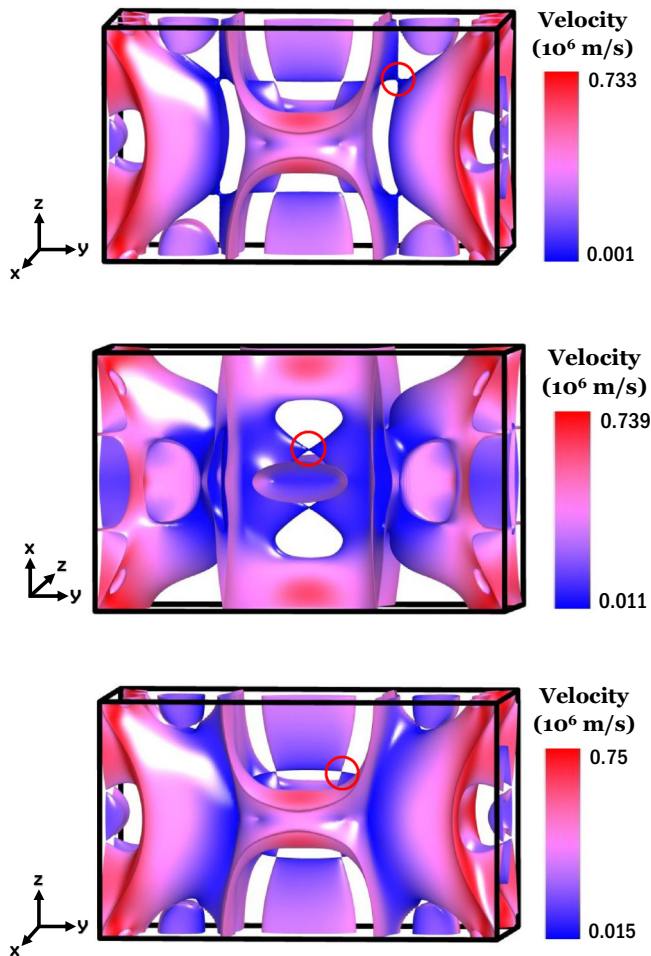 Velocity
(10⁶ m/s)
0.733
0.001
z
y
x
Velocity
(10⁶ m/s)
0.739
0.011
x
z
y
Velocity
(10⁶ m/s)
0.75
0.015
z
y
x